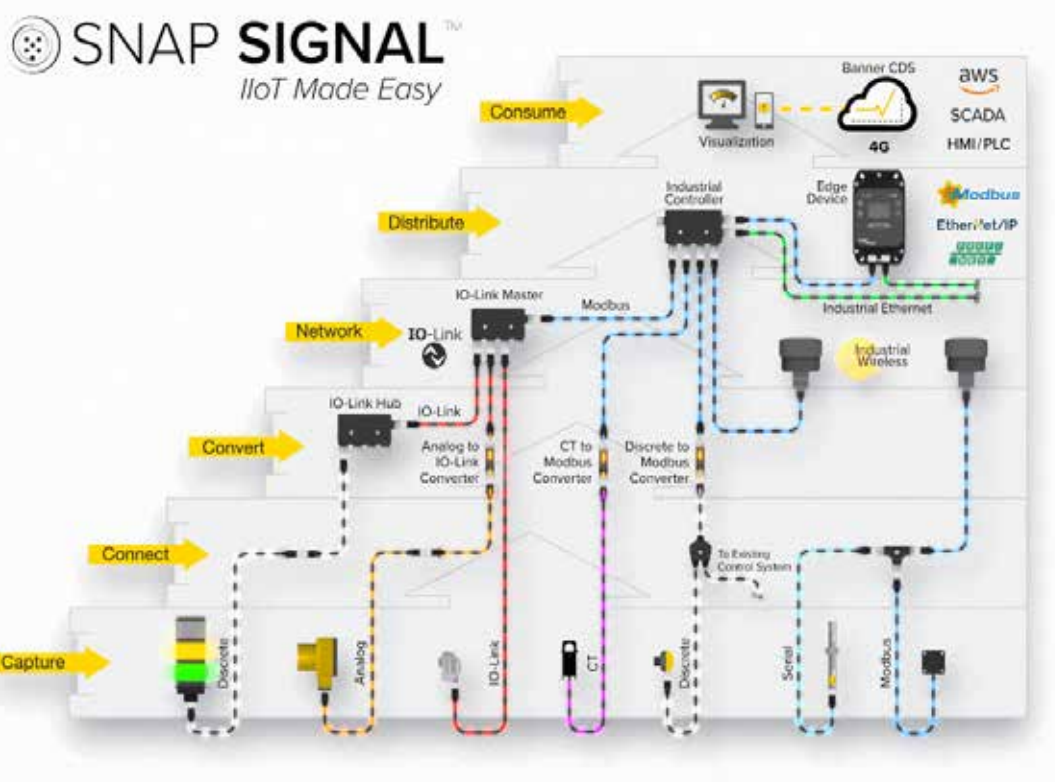 SNAP SIGNAL™
IIoT Made Easy
Consume
Visualization
Banner CDS
4G
aws
SCADA
HMI/PLC
Distribute
Industrial
Controller
Edge
Device
Modbus
EtherNet/IP
Industrial Ethernet
Network
IO-Link
IO-Link Master
Modbus
Industrial
Wireless
Convert
IO-Link Hub
IO-Link
Analog to
IO-Link
Converter
CT to
Modbus
Converter
Discrete to
Modbus
Converter
Connect
To Existing
Control System
Capture
Discrete
Analog
IO-Link
CT
Discrete
Serial
Modbus